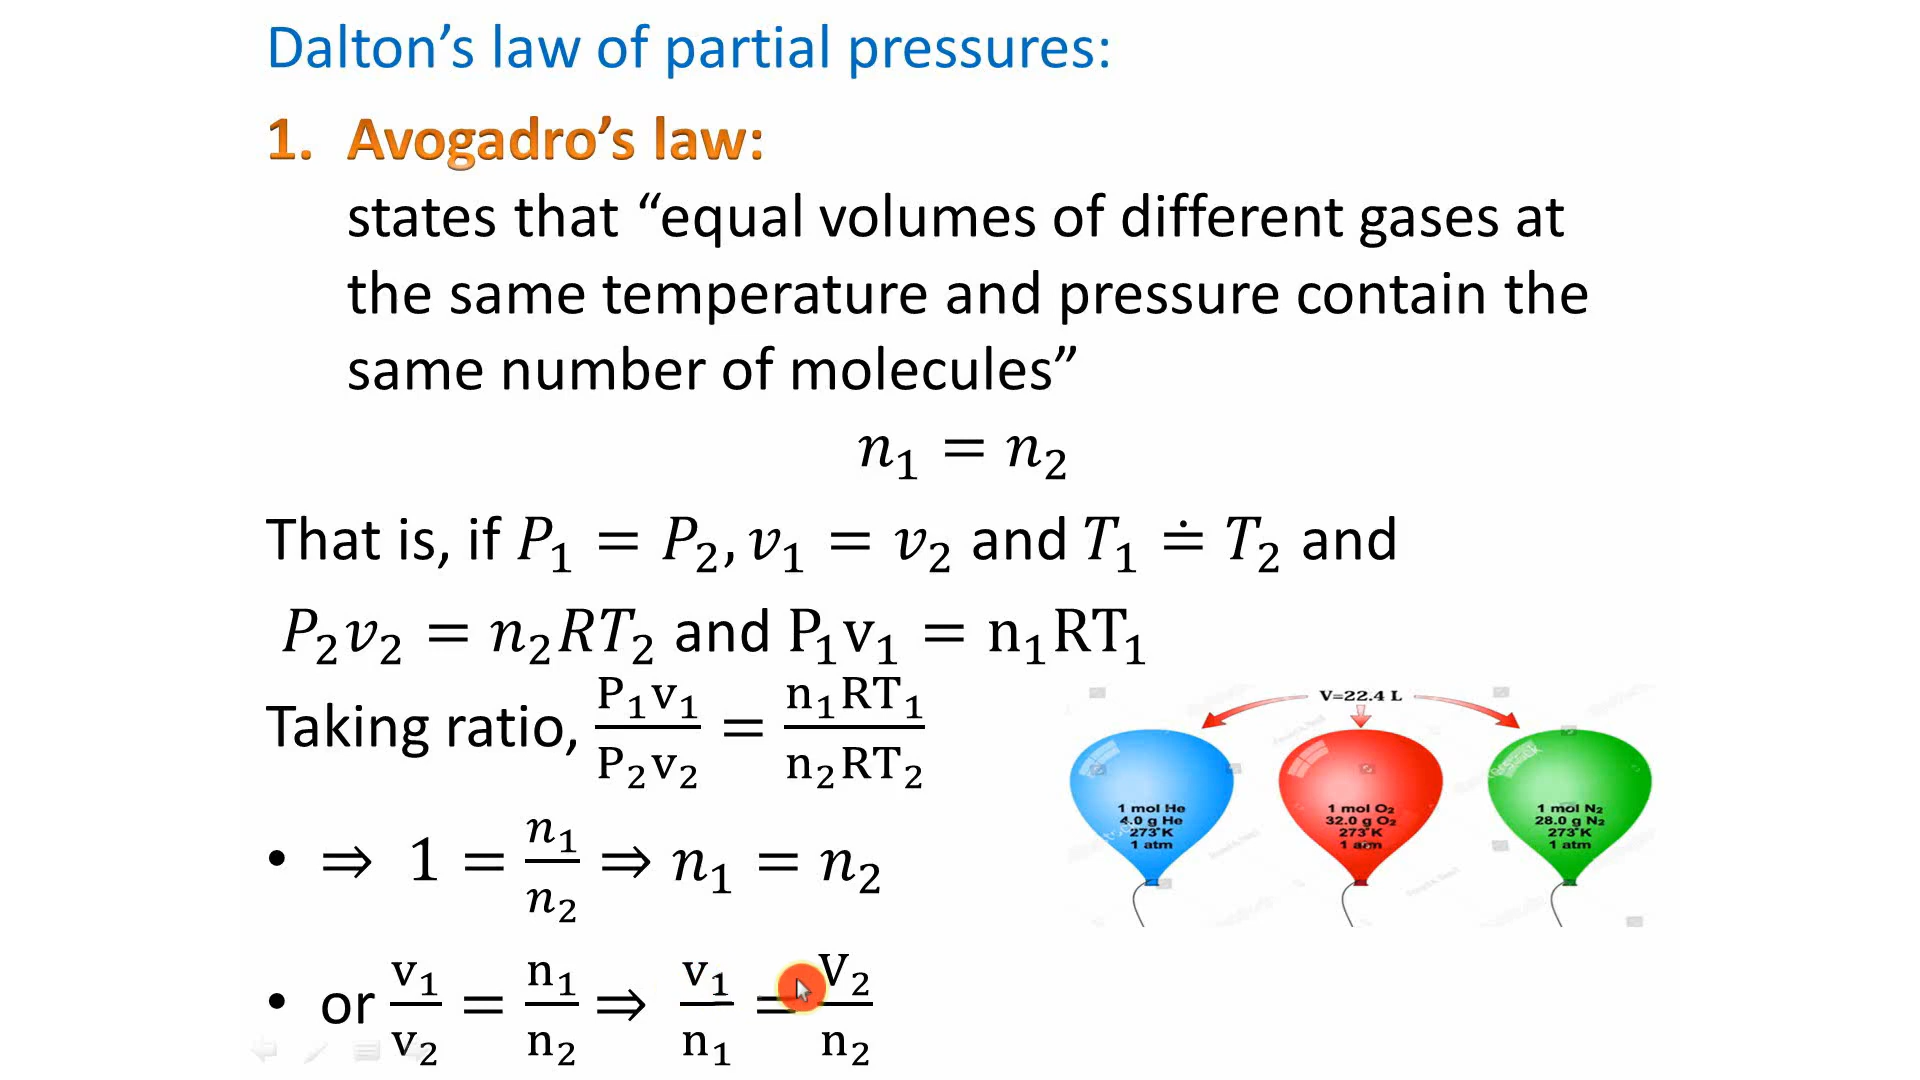 Dalton’s law of partial pressures:
1. Avogadro’s law:
states that “equal volumes of different gases at
the same temperature and pressure contain the
same number of molecules”
n₁ = n₂
That is, if P₁ = P₂, v₁ = v₂ and T₁ ≐ T₂ and
P₂v₂ = n₂RT₂ and P₁v₁ = n₁RT₁
Taking ratio, P₁v₁/P₂v₂ = n₁RT₁/n₂RT₂
• ⇒ 1 = n₁/n₂ ⇒ n₁ = n₂
• or v₁/v₂ = n₁/n₂ ⇒ v₁/n₁ = V₂/n₂
V=22.4 L
1 mol He
4.0 g He
273°K
1 atm
1 mol O₂
32.0 g O₂
273°K
1 atm
1 mol N₂
28.0 g N₂
273°K
1 atm